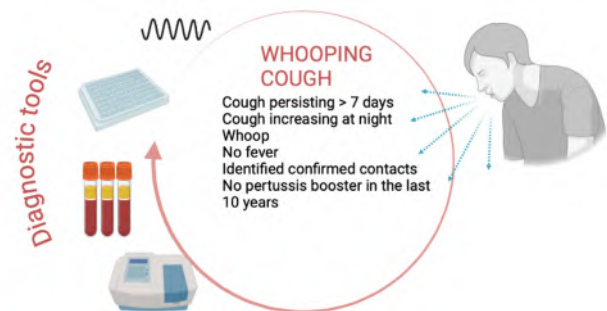 Diagnostic tools
WHOOPING
COUGH
Cough persisting > 7 days
Cough increasing at night
Whoop
No fever
Identified confirmed contacts
No pertussis booster in the last
10 years